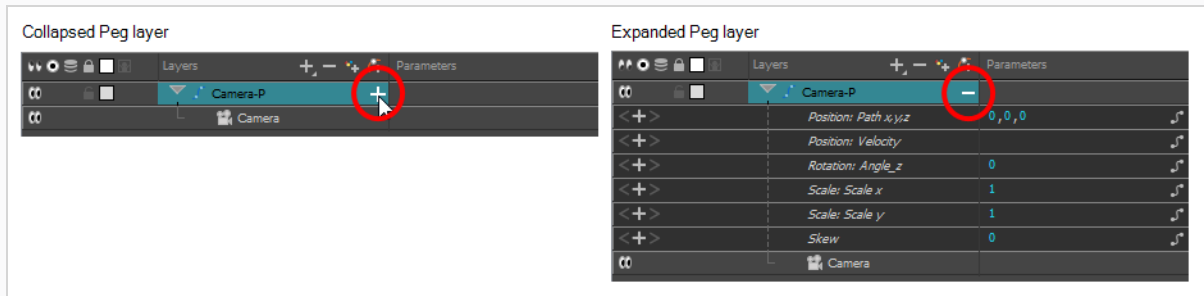 Collapsed Peg layer
Layers Parameters
Camera-P
Camera
Expanded Peg layer
Layers Parameters
Camera-P
Position: Path x,y,z 0,0,0
Position: Velocity
Rotation: Angle_z 0
Scale: Scale x 1
Scale: Scale y 1
Skew 0
Camera